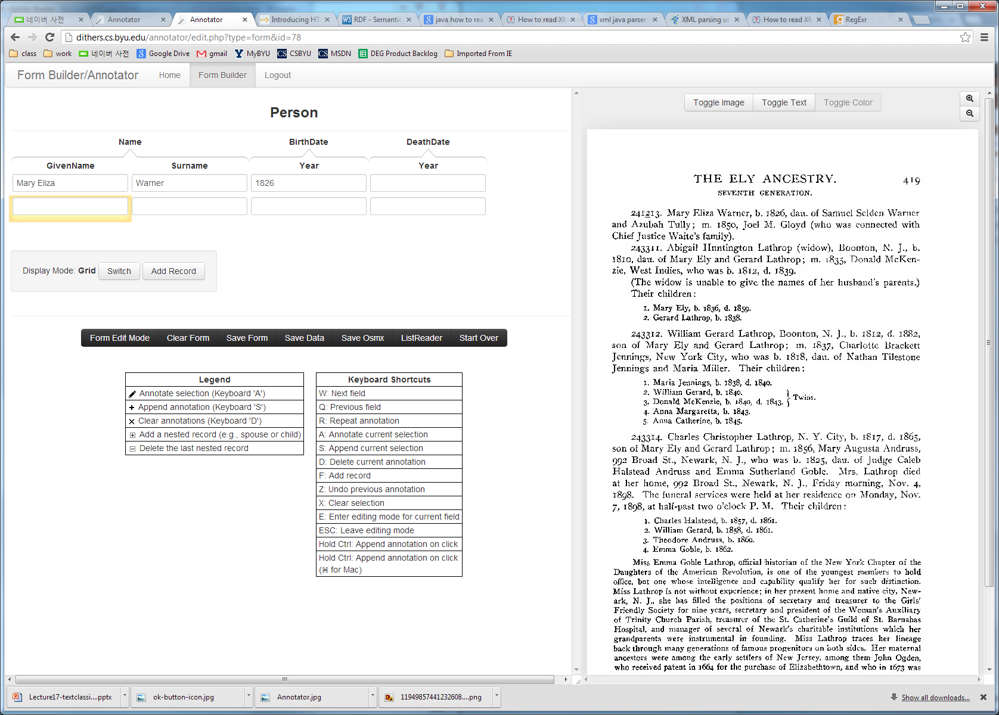 네이버 사전
Annotator
Annotator
Introducing HT
RDF - Semantic
java how to rea
How to read XM
xml java parser
XML parsing us
How to read XM
RegExr
dithers.cs.byu.edu/annotator/edit.php?type=form&id=78
class
work
네이버 사전
Google Drive
gmail
MyBYU
CSBYU
MSDN
DEG Product Backlog
Imported From IE
Form Builder/Annotator
Home
Form Builder
Logout
Person
Name BirthDate DeathDate
GivenName Surname Year Year
Mary Eliza Warner 1826
Display Mode: Grid Switch Add Record
Form Edit Mode Clear Form Save Form Save Data Save Osmx ListReader Start Over
Legend
Annotate selection (Keyboard 'A')
Append annotation (Keyboard 'S')
Clear annotations (Keyboard 'D')
Add a nested record (e.g., spouse or child)
Delete the last nested record
Keyboard Shortcuts
W: Next field
Q: Previous field
R: Repeat annotation
A: Annotate current selection
S: Append current selection
D: Delete current annotation
F: Add record
Z: Undo previous annotation
X: Clear selection
E: Enter editing mode for current field
ESC: Leave editing mode
Hold Ctrl: Append annotation on click
Hold Ctrl: Append annotation on click
(⌘ for Mac)
Toggle Image Toggle Text Toggle Color
THE ELY ANCESTRY. 419
SEVENTH GENERATION.
241213. Mary Eliza Warner, b. 1826, dau. of Samuel Selden Warner
and Azubah Tully; m. 1850, Joel M. Gloyd (who was connected with
Chief Justice Waite's family).
243311. Abigail Huntington Lathrop (widow), Boonton, N. J., b.
1810, dau. of Mary Ely and Gerard Lathrop; m. 1835, Donald McKen-
zie, West Indies, who was b. 1812, d. 1839.
(The widow is unable to give the names of her husband's parents.)
Their children:
1. Mary Ely, b. 1836, d. 1859.
2. Gerard Lathrop, b. 1838.
243312. William Gerard Lathrop, Boonton, N. J., b. 1812, d. 1882,
son of Mary Ely and Gerard Lathrop; m. 1837, Charlotte Brackett
Jennings, New York City, who was b. 1818, dau. of Nathan Tilestone
Jennings and Maria Miller. Their children:
1. Maria Jennings, b. 1838, d. 1840.
2. William Gerard, b. 1840.
3. Donald McKenzie, b. 1840, d. 1843. } Twins.
4. Anna Margaretta, b. 1843.
5. Anna Catherine, b. 1845.
243314. Charles Christopher Lathrop, N. Y. City, b. 1817, d. 1865,
son of Mary Ely and Gerard Lathrop; m. 1856, Mary Augusta Andruss,
992 Broad St., Newark, N. J., who was b. 1825, dau. of Judge Caleb
Halstead Andruss and Emma Sutherland Goble. Mrs. Lathrop died
at her home, 992 Broad St., Newark, N. J., Friday morning, Nov. 4,
1898. The funeral services were held at her residence on Monday, Nov.
7, 1898, at half-past two o'clock P. M. Their children:
1. Charles Halstead, b. 1857, d. 1861.
2. William Gerard, b. 1858, d. 1861.
3. Theodore Andruss, b. 1860.
4. Emma Goble, b. 1862.
Miss Emma Goble Lathrop, official historian of the New York Chapter of the
Daughters of the American Revolution, is one of the youngest members to hold
office, but one whose intelligence and capability qualify her for such distinction.
Miss Lathrop is not without experience; in her present home and native city, New-
ark, N. J., she has filled the positions of secretary and treasurer to the Girls'
Friendly Society for nine years, secretary and president of the Woman's Auxiliary
of Trinity Church Parish, treasurer of the St. Catherine's Guild of St. Barnabas
Hospital, and manager of several of Newark's charitable institutions which her
grandparents were instrumental in founding. Miss Lathrop traces her lineage
back through many generations of famous progenitors on both sides. Her maternal
ancestors were among the early settlers of New Jersey, among them John Ogden,
who received patent in 1664 for the purchase of Elizabethtown, and who in 1673 was
Lecture17-textclassi....pptx
ok-button-icon.jpg
Annotator.jpg
11949857441232608....png
Show all downloads...